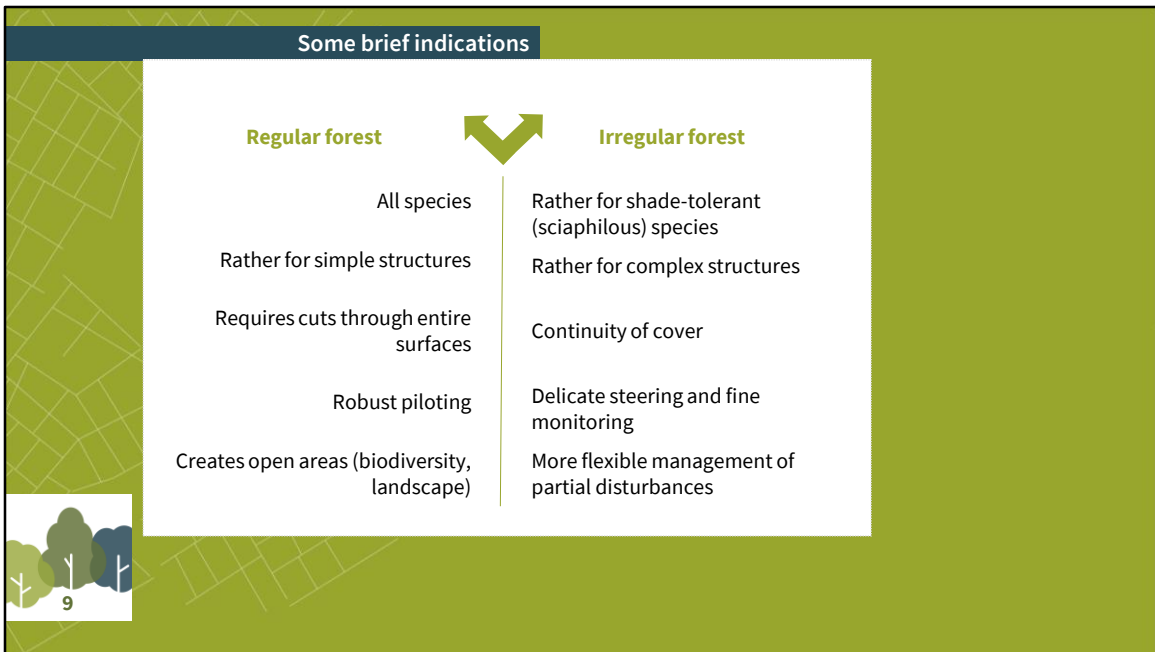 Some brief indications
Regular forest
Irregular forest
All species
Rather for shade-tolerant
(sciaphilous) species
Rather for simple structures
Rather for complex structures
Requires cuts through entire
surfaces
Continuity of cover
Robust piloting
Delicate steering and fine
monitoring
Creates open areas (biodiversity,
landscape)
More flexible management of
partial disturbances
9